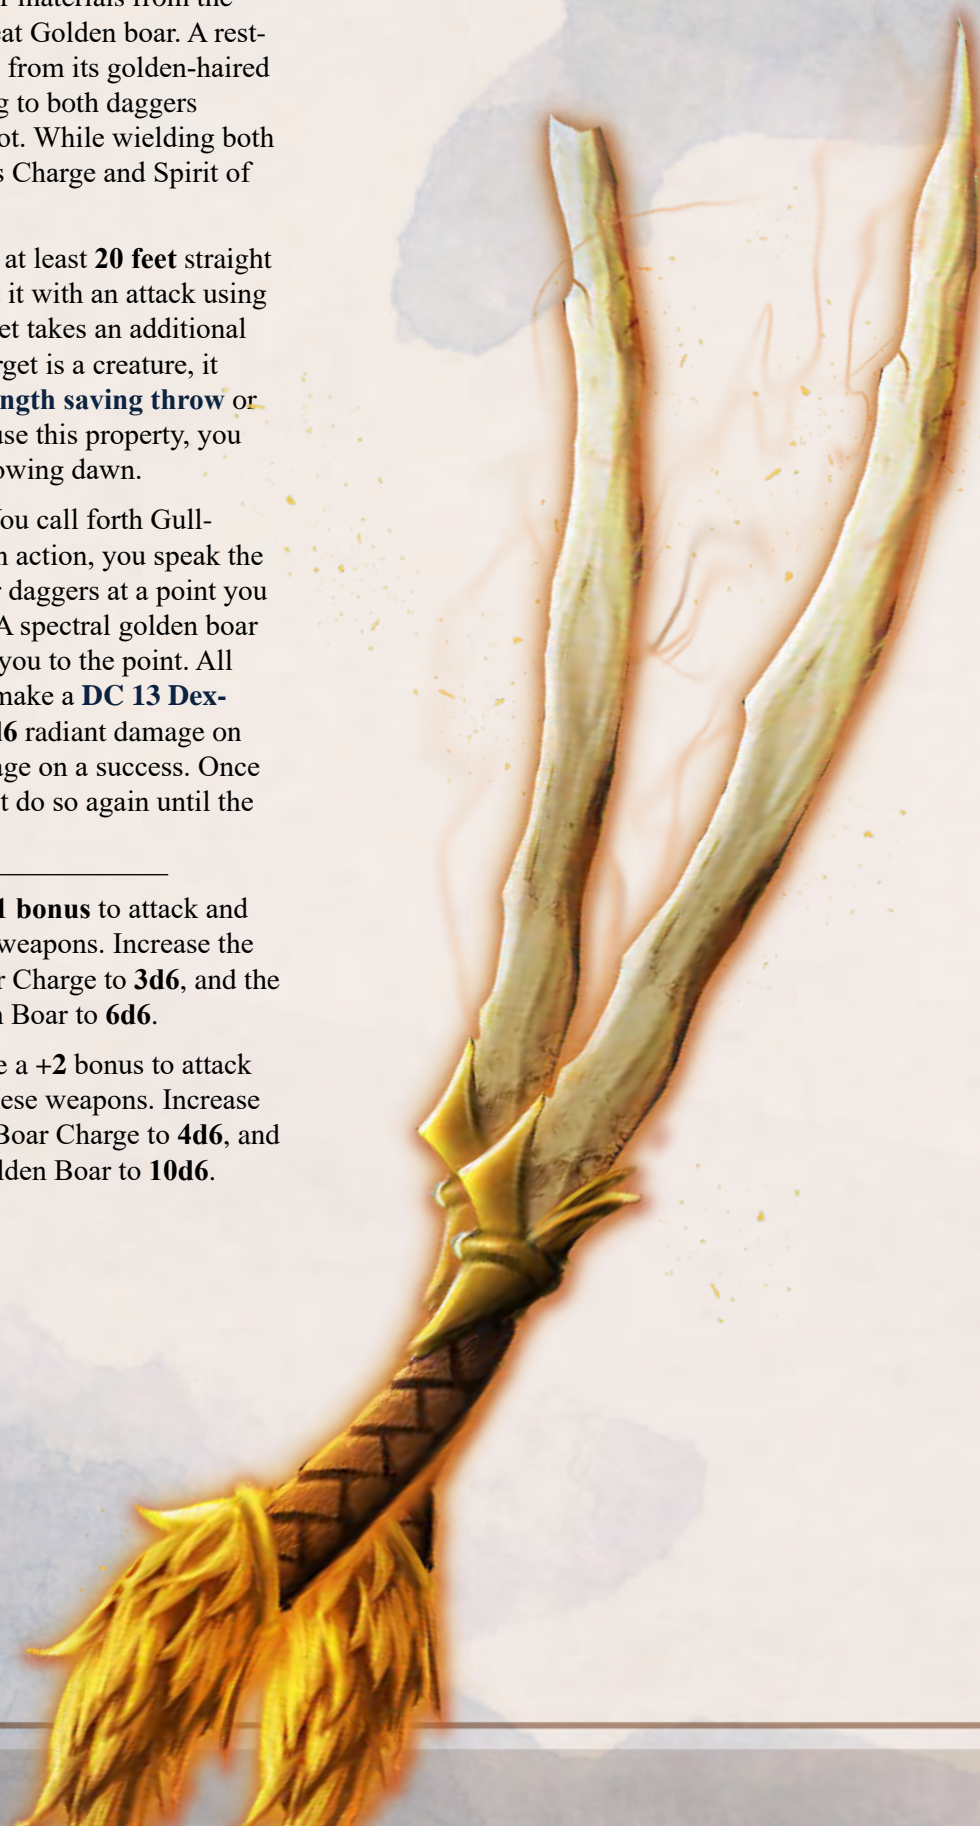 r materials from the
eat Golden boar. A rest-
from its golden-haired
g to both daggers
ot. While wielding both
s Charge and Spirit of
at least 20 feet straight
it with an attack using
et takes an additional
rget is a creature, it
ngth saving throw or
use this property, you
owing dawn.
You call forth Gull-
n action, you speak the
r daggers at a point you
A spectral golden boar
you to the point. All
make a DC 13 Dex-
d6 radiant damage on
age on a success. Once
t do so again until the
1 bonus to attack and
weapons. Increase the
r Charge to 3d6, and the
n Boar to 6d6.
e a +2 bonus to attack
ese weapons. Increase
Boar Charge to 4d6, and
lden Boar to 10d6.